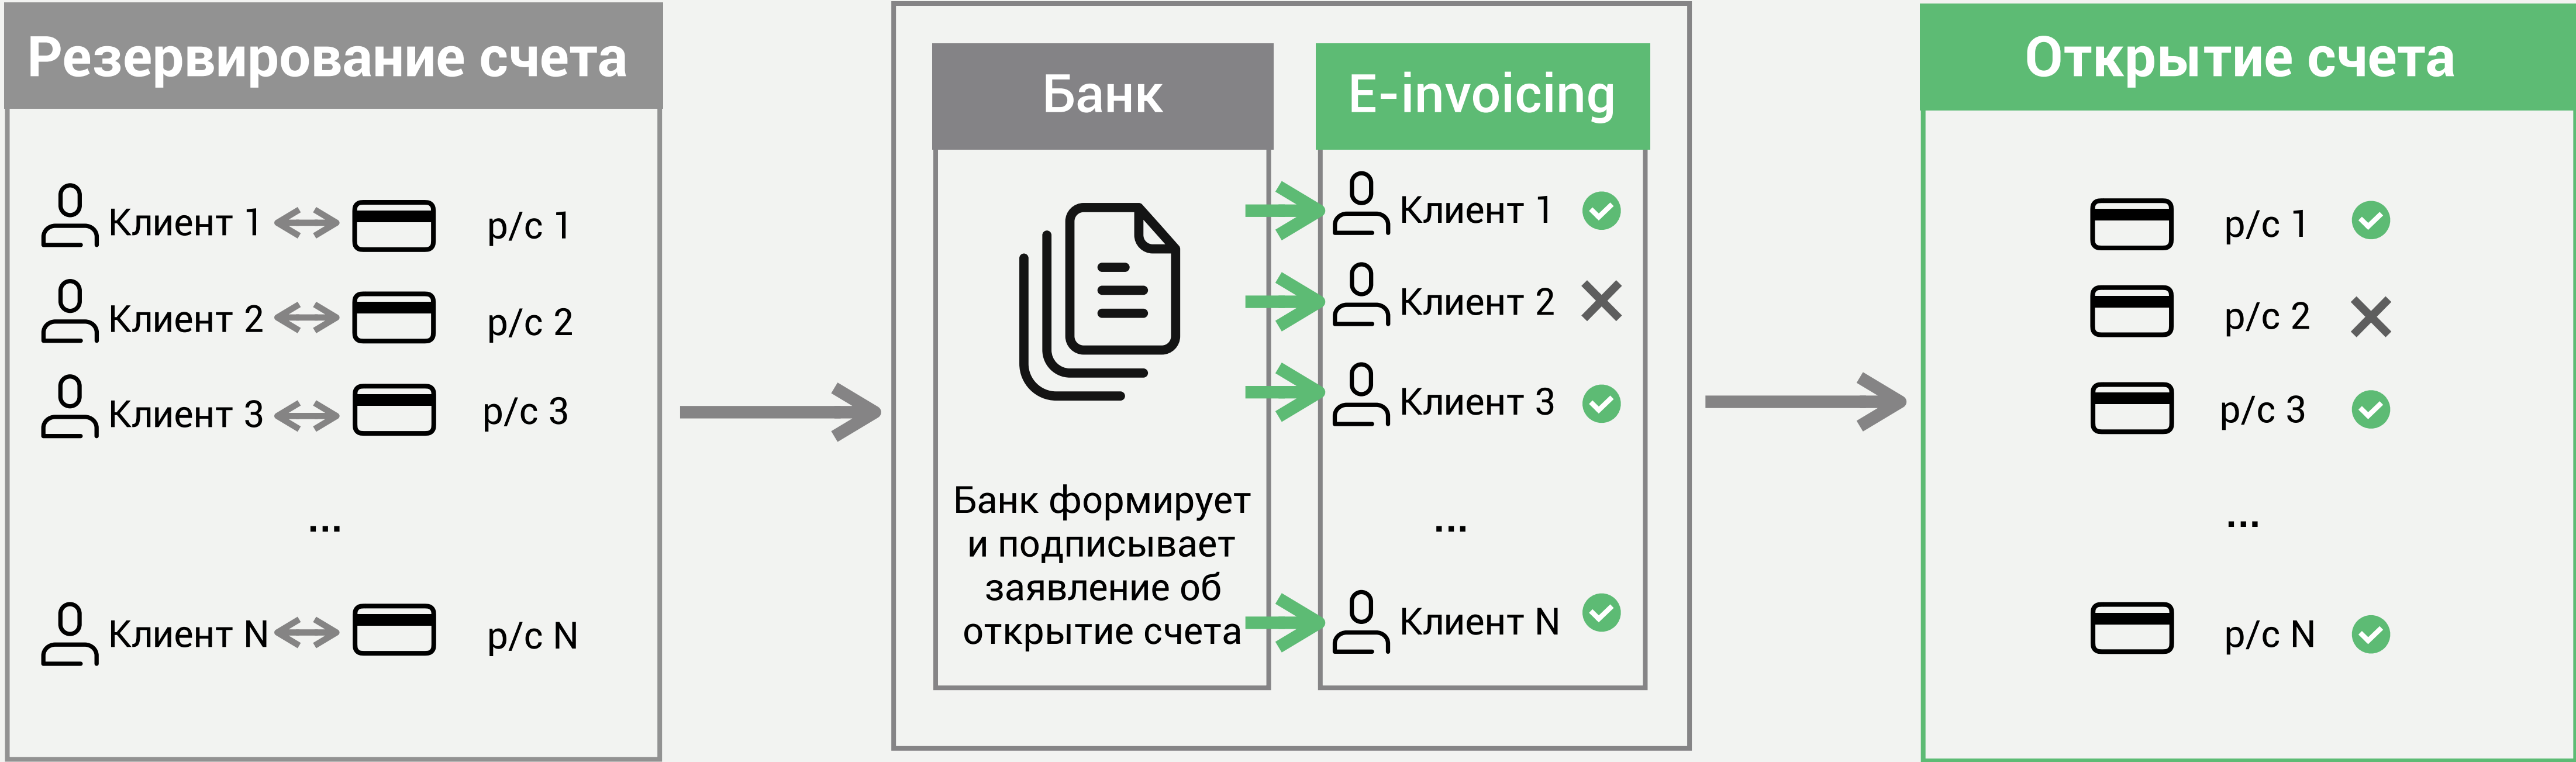 Резервирование счета
Клиент 1 р/с 1
Клиент 2 р/с 2
Клиент 3 р/с 3
...
Клиент N р/с N
Банк
Банк формирует
и подписывает
заявление об
открытие счета
E-invoicing
Клиент 1
Клиент 2
Клиент 3
...
Клиент N
Открытие счета
р/с 1
р/с 2
р/с 3
...
р/с N